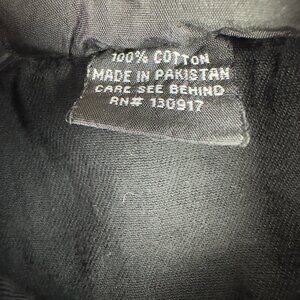 100% COTTON
MADE IN PAKISTAN
CARE SEE BEHIND
RN# 130917